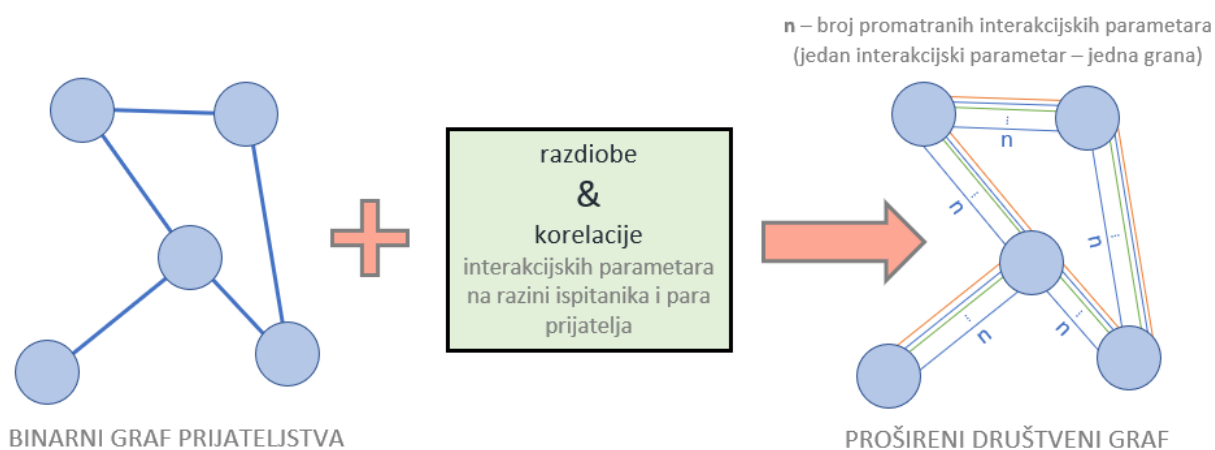 n – broj promatranih interakcijskih parametara
(jedan interakcijski parametar – jedna grana)
razdiobe
&
korelacije
interakcijskih parametara
na razini ispitanika i para
prijatelja
n
n
n
n
n
BINARNI GRAF PRIJATELJSTVA
PROŠIRENI DRUŠTVENI GRAF